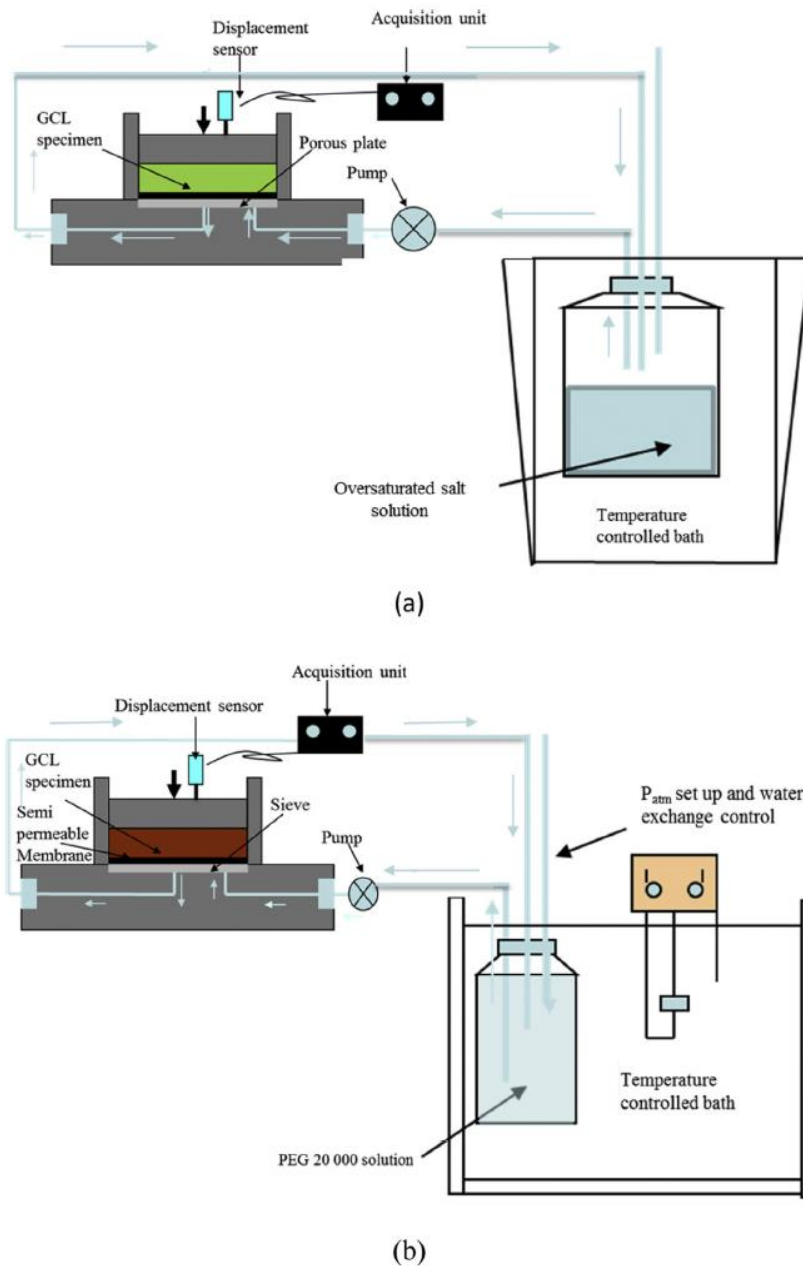 Displacement
sensor
Acquisition unit
GCL
specimen
Porous plate
Pump
Oversaturated salt
solution
Temperature
controlled bath
(a)
Acquisition unit
Displacement sensor
GCL
specimen
Semi
permeable
Membrane
Sieve
Pump
Patm set up and water
exchange control
Temperature
controlled bath
PEG 20 000 solution
(b)